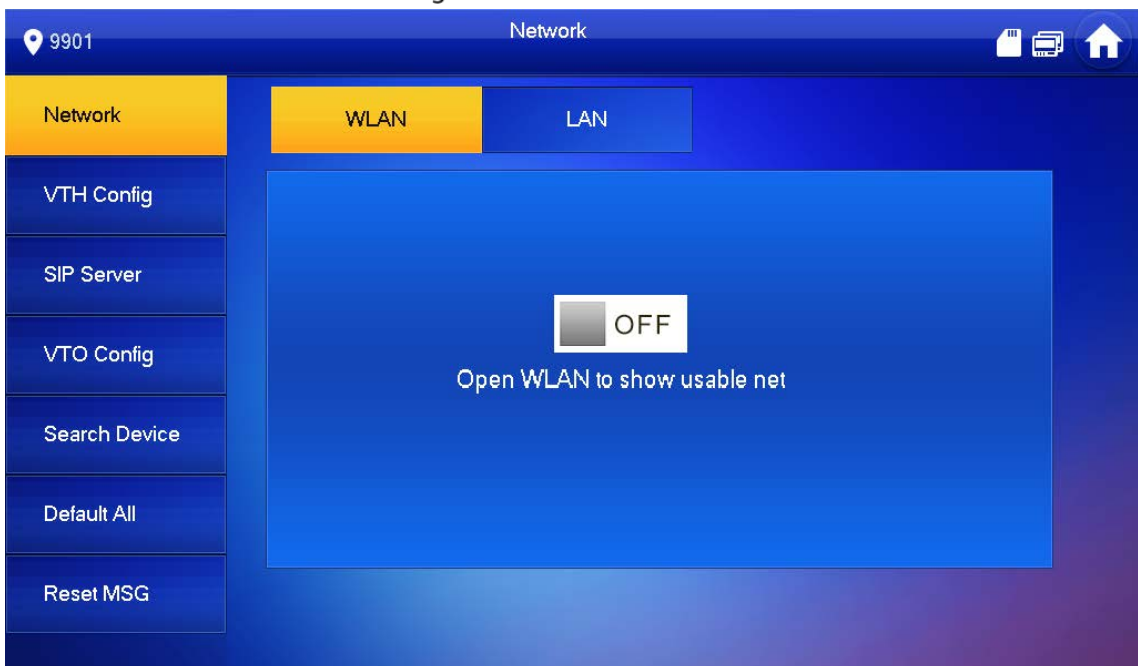 9901
Network
Network
WLAN
LAN
VTH Config
SIP Server
OFF
VTO Config
Open WLAN to show usable net
Search Device
Default All
Reset MSG